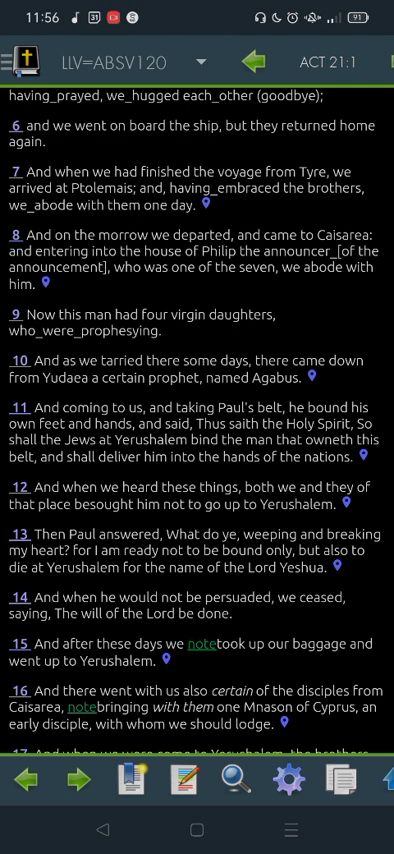 11:56
31
S
91
LLV=ABSV120
ACT 21:1
having_prayed, we_hugged each_other (goodbye);
6 and we went on board the ship, but they returned home
again.
7 And when we had finished the voyage from Tyre, we
arrived at Ptolemais; and, having_embraced the brothers,
we_abode with them one day.
8 And on the morrow we departed, and came to Caisarea:
and entering into the house of Philip the announcer_[of the
announcement], who was one of the seven, we abode with
him.
9 Now this man had four virgin daughters,
who_were_prophesying.
10 And as we tarried there some days, there came down
from Yudaea a certain prophet, named Agabus.
11 And coming to us, and taking Paul's belt, he bound his
own feet and hands, and said, Thus saith the Holy Spirit, So
shall the Jews at Yerushalem bind the man that owneth this
belt, and shall deliver him into the hands of the nations.
12 And when we heard these things, both we and they of
that place besought him not to go up to Yerushalem.
13 Then Paul answered, What do ye, weeping and breaking
my heart? for I am ready not to be bound only, but also to
die at Yerushalem for the name of the Lord Yeshua.
14 And when he would not be persuaded, we ceased,
saying, The will of the Lord be done.
15 And after these days we notetook up our baggage and
went up to Yerushalem.
16 And there went with us also certain of the disciples from
Caisarea, notebringing with them one Mnason of Cyprus, an
early disciple, with whom we should lodge.
17 And when we were come to Yerushalem, the brothers